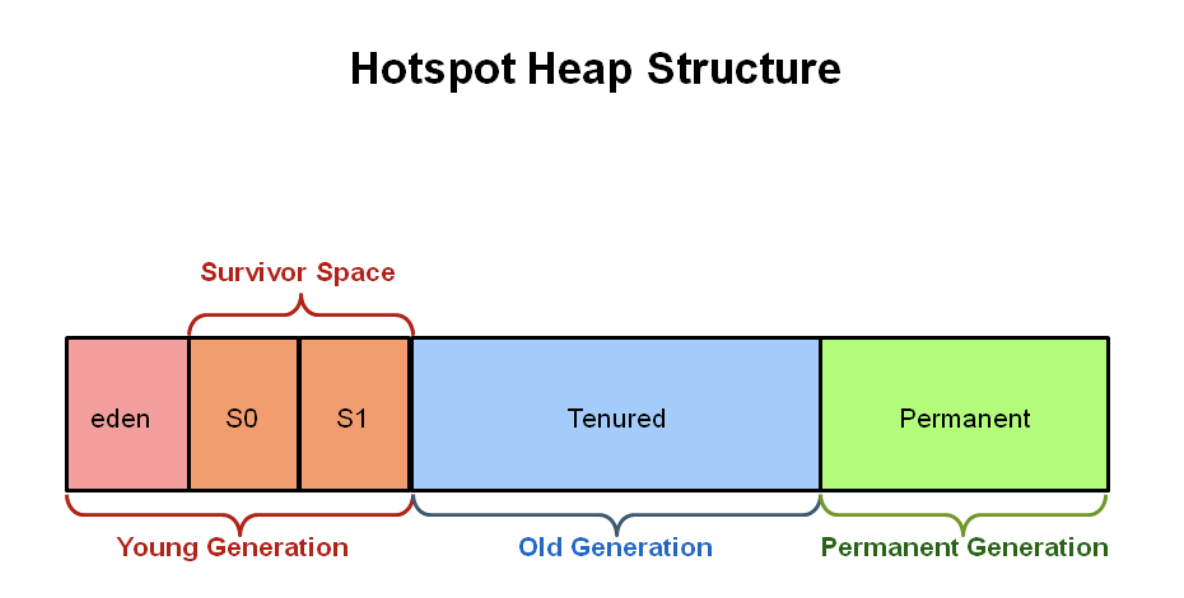 Hotspot Heap Structure
Survivor Space
eden S0 S1 Tenured Permanent
Young Generation Old Generation Permanent Generation